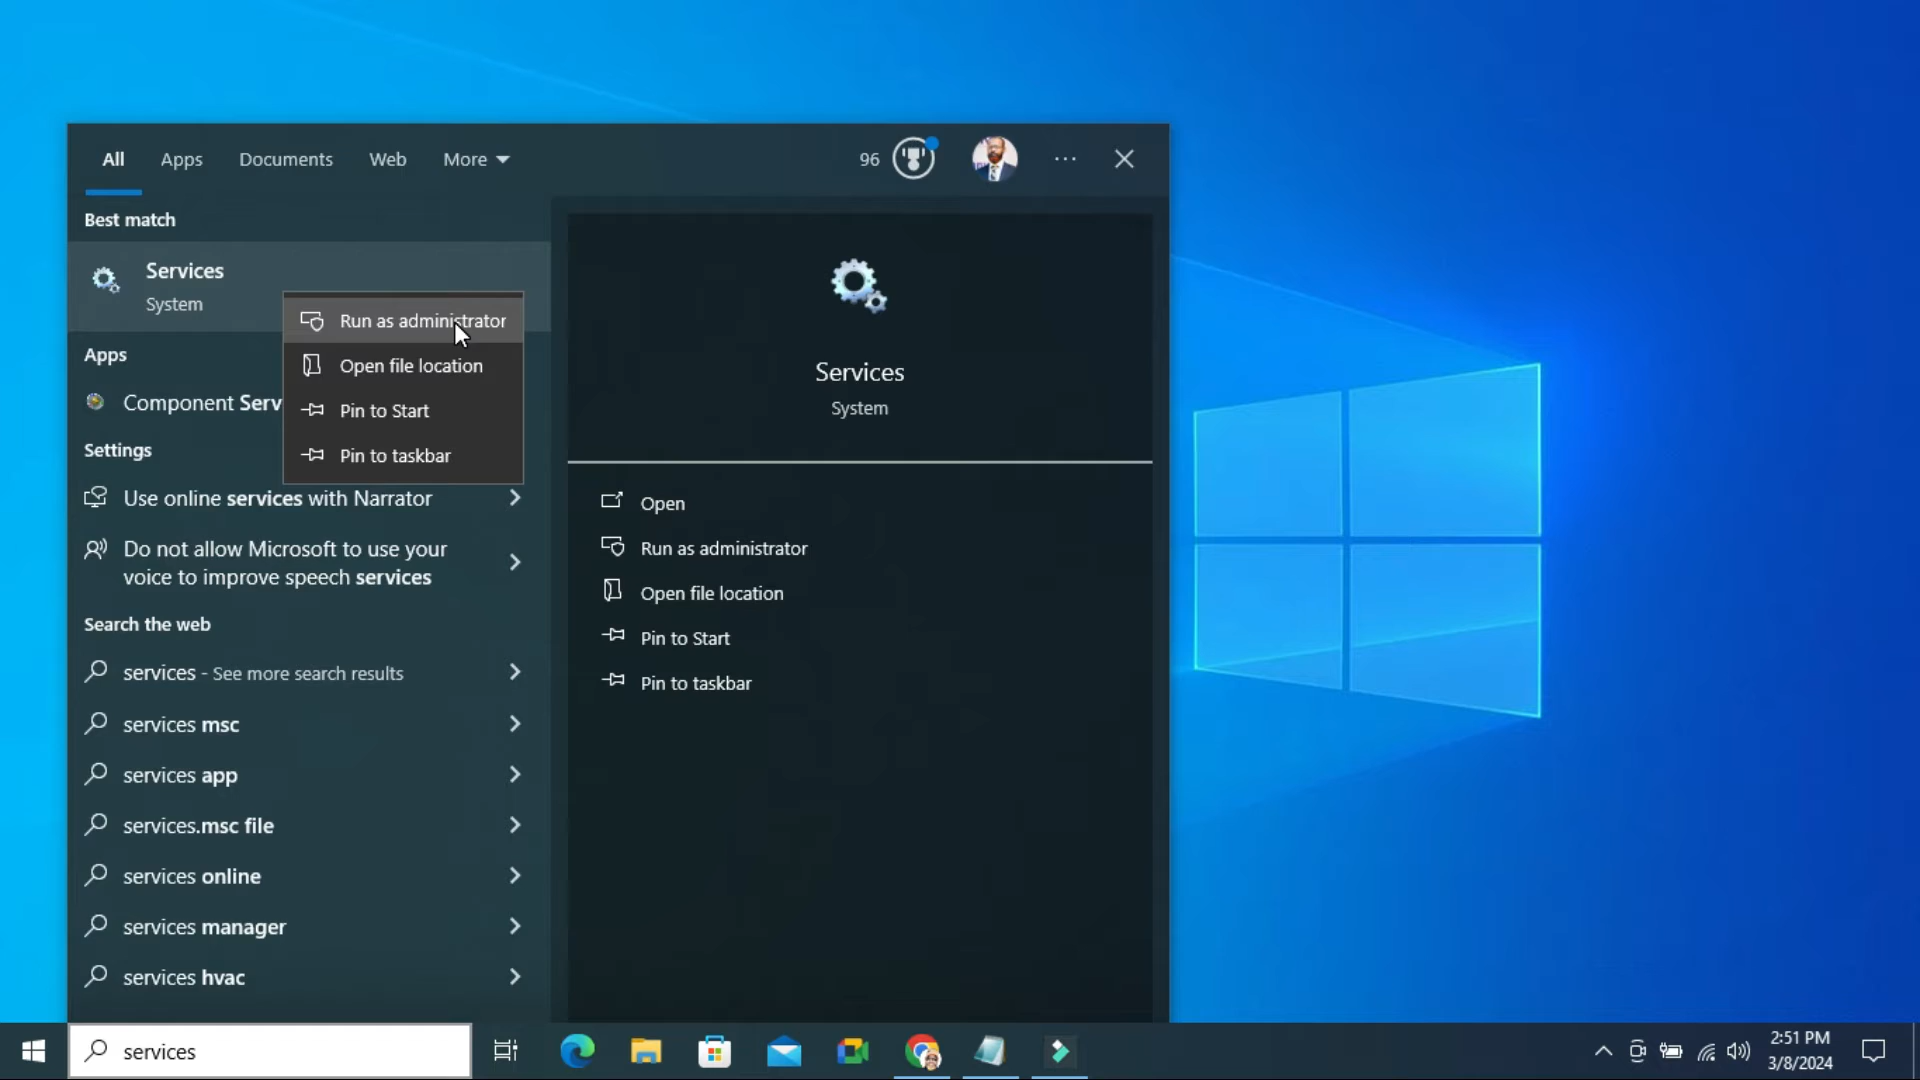 All
Apps
Documents
Web
More
96
Best match
Services
System
Run as administrator
Open file location
Pin to Start
Pin to taskbar
Apps
Component Serv
Settings
Use online services with Narrator
Do not allow Microsoft to use your
voice to improve speech services
Search the web
services - See more search results
services msc
services app
services.msc file
services online
services manager
services hvac
Services
System
Open
Run as administrator
Open file location
Pin to Start
Pin to taskbar
services
2:51 PM
3/8/2024